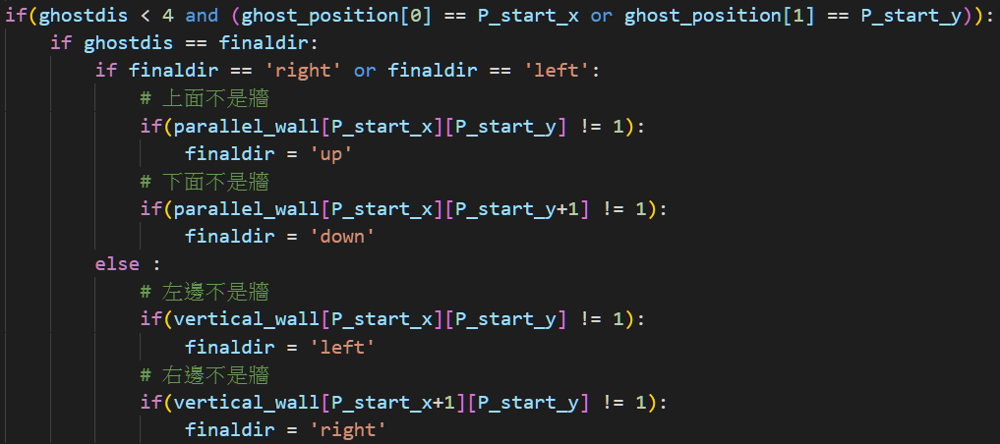 if(ghostdis < 4 and (ghost_position[0] == P_start_x or ghost_position[1] == P_start_y)):
    if ghostdis == finaldir:
        if finaldir == 'right' or finaldir == 'left':
            # 上面不是牆
            if(parallel_wall[P_start_x][P_start_y] != 1):
                finaldir = 'up'
            # 下面不是牆
            if(parallel_wall[P_start_x][P_start_y+1] != 1):
                finaldir = 'down'
        else :
            # 左邊不是牆
            if(vertical_wall[P_start_x][P_start_y] != 1):
                finaldir = 'left'
            # 右邊不是牆
            if(vertical_wall[P_start_x+1][P_start_y] != 1):
                finaldir = 'right'